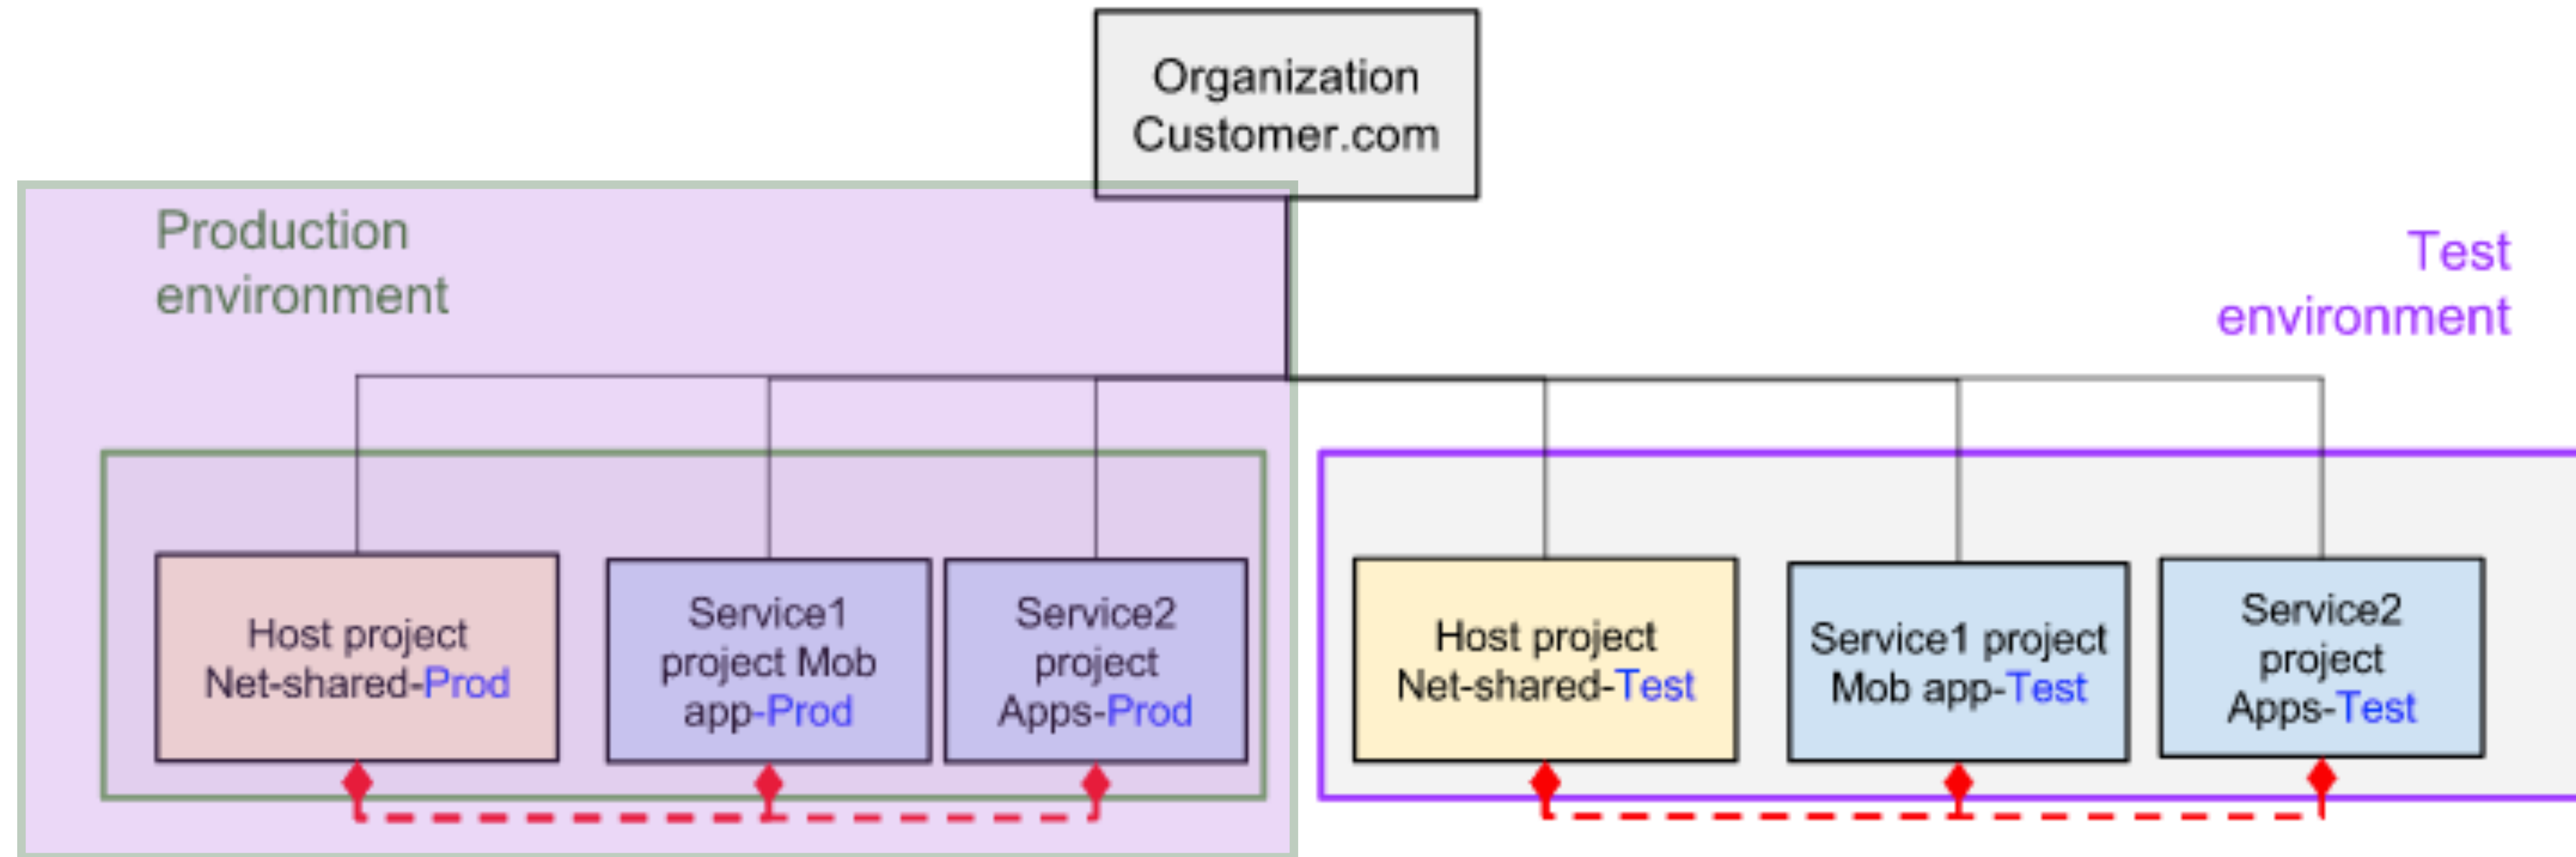 Organization
Customer.com
Production
environment
Test
environment
Host project
Net-shared-Prod
Service1
project Mob
app-Prod
Service2
project
Apps-Prod
Host project
Net-shared-Test
Service1 project
Mob app-Test
Service2
project
Apps-Test